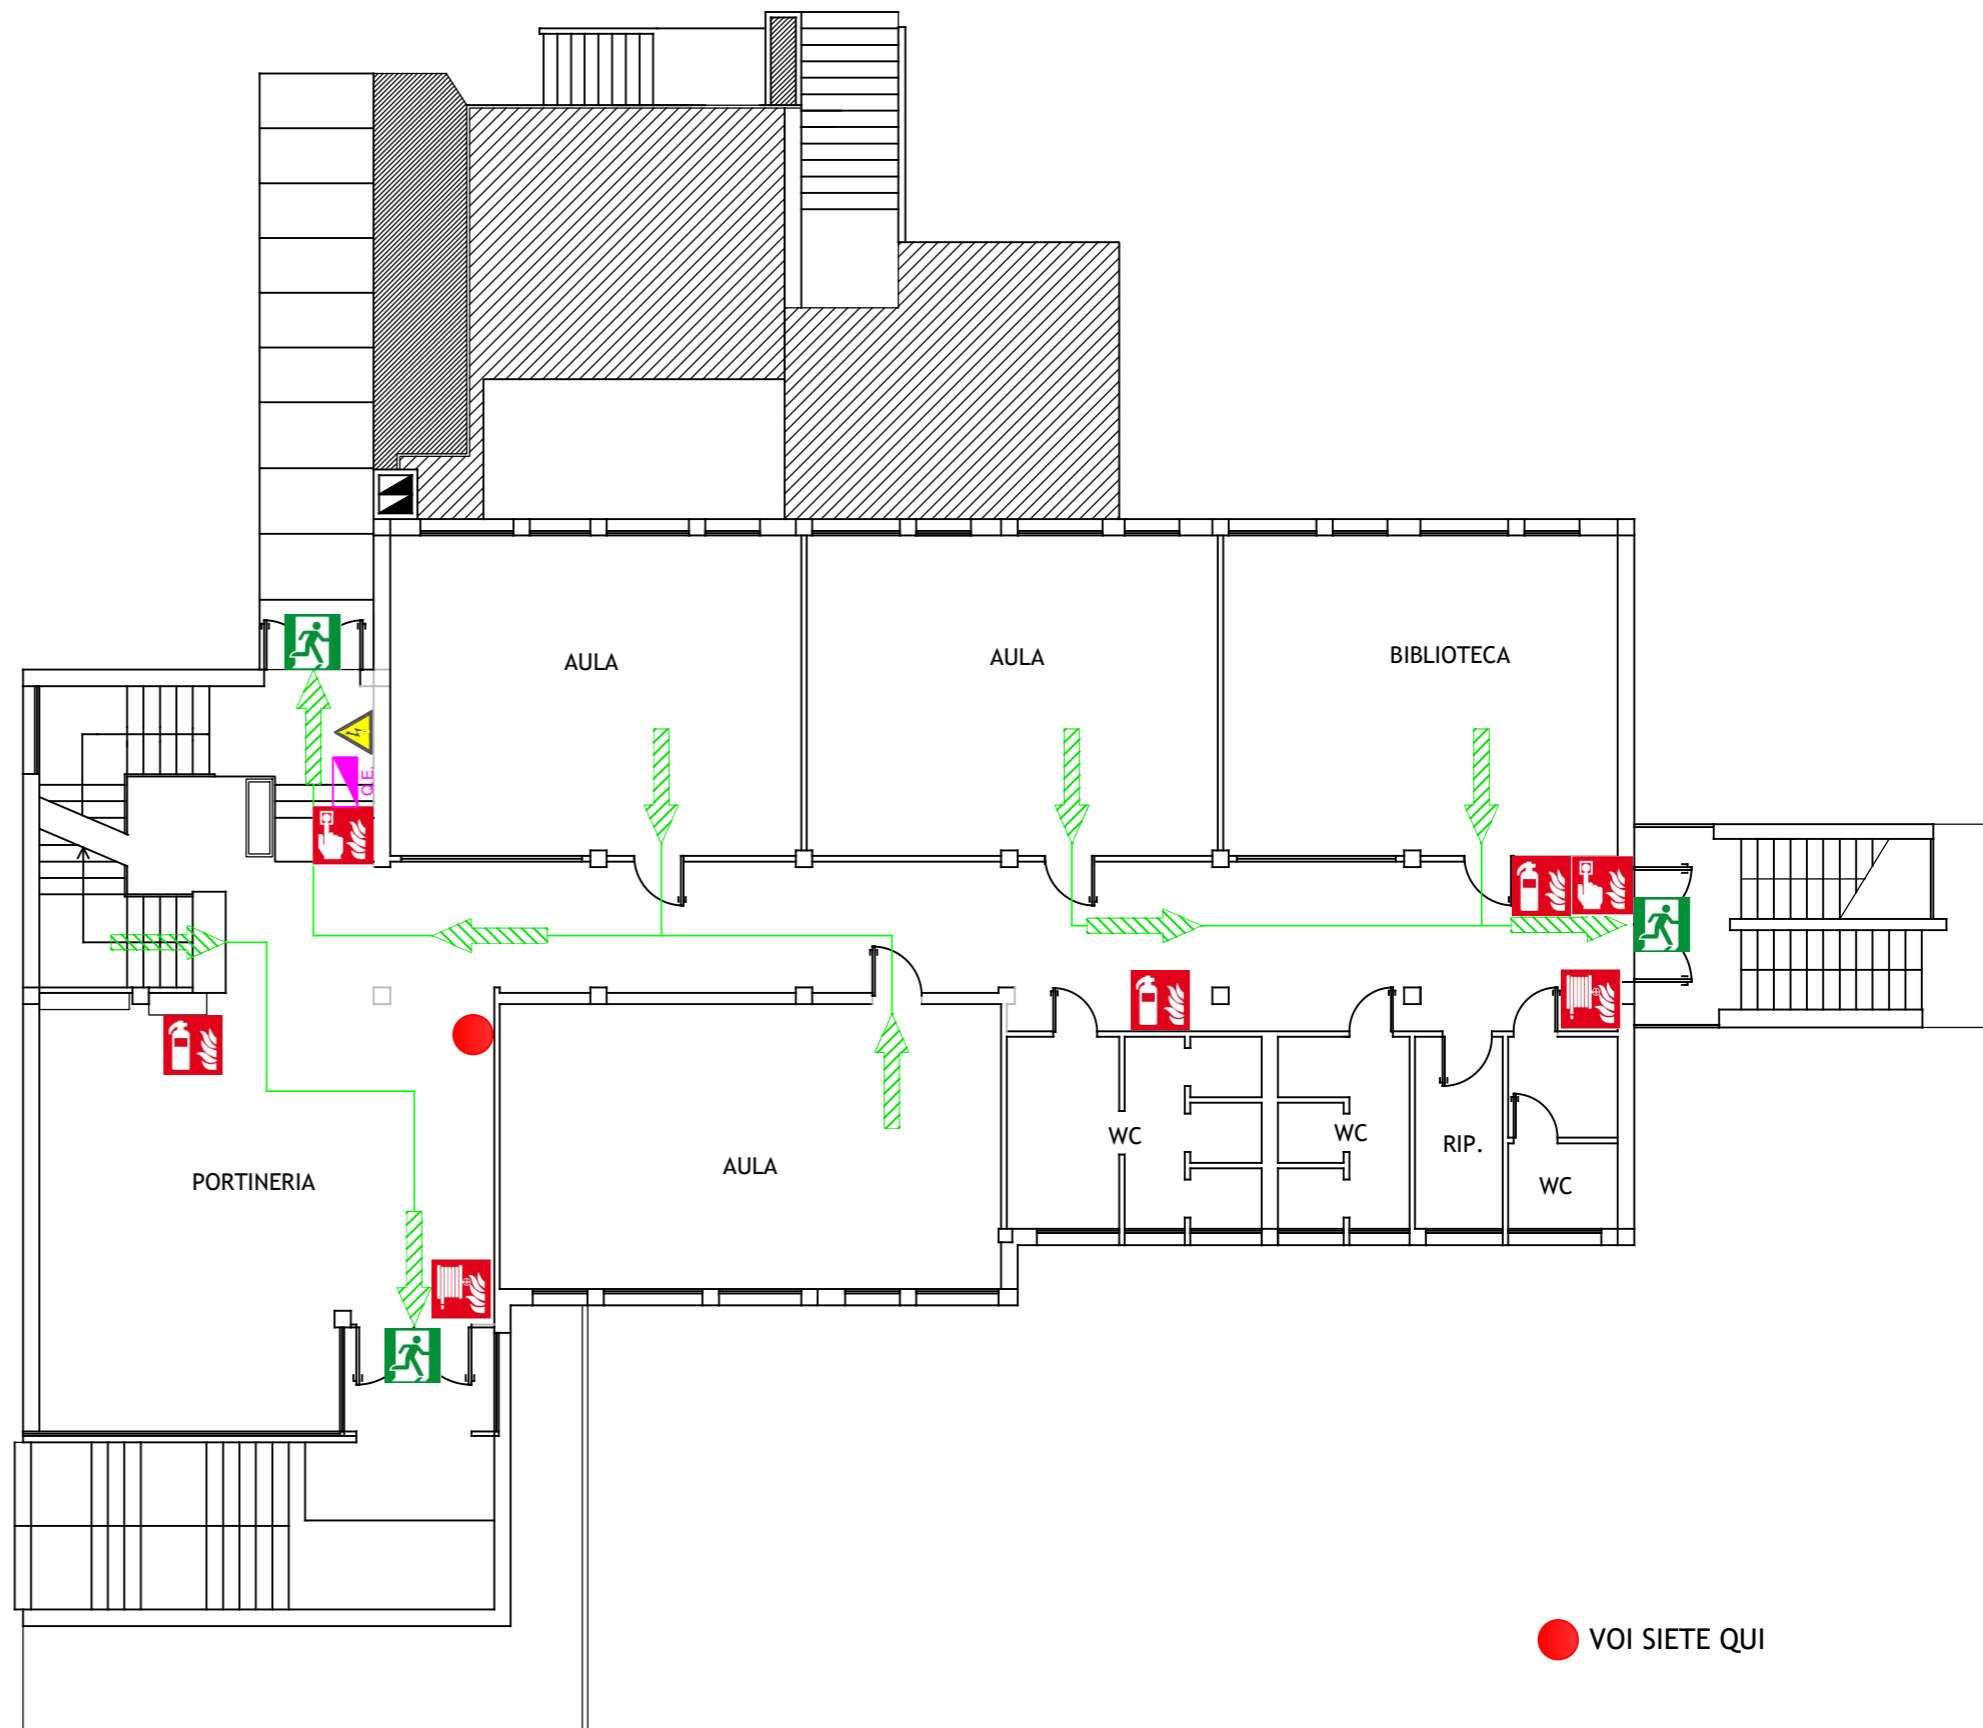 AULA
AULA
BIBLIOTECA
Q.E.
WC
WC
RIP.
WC
AULA
PORTINERIA
VOI SIETE QUI